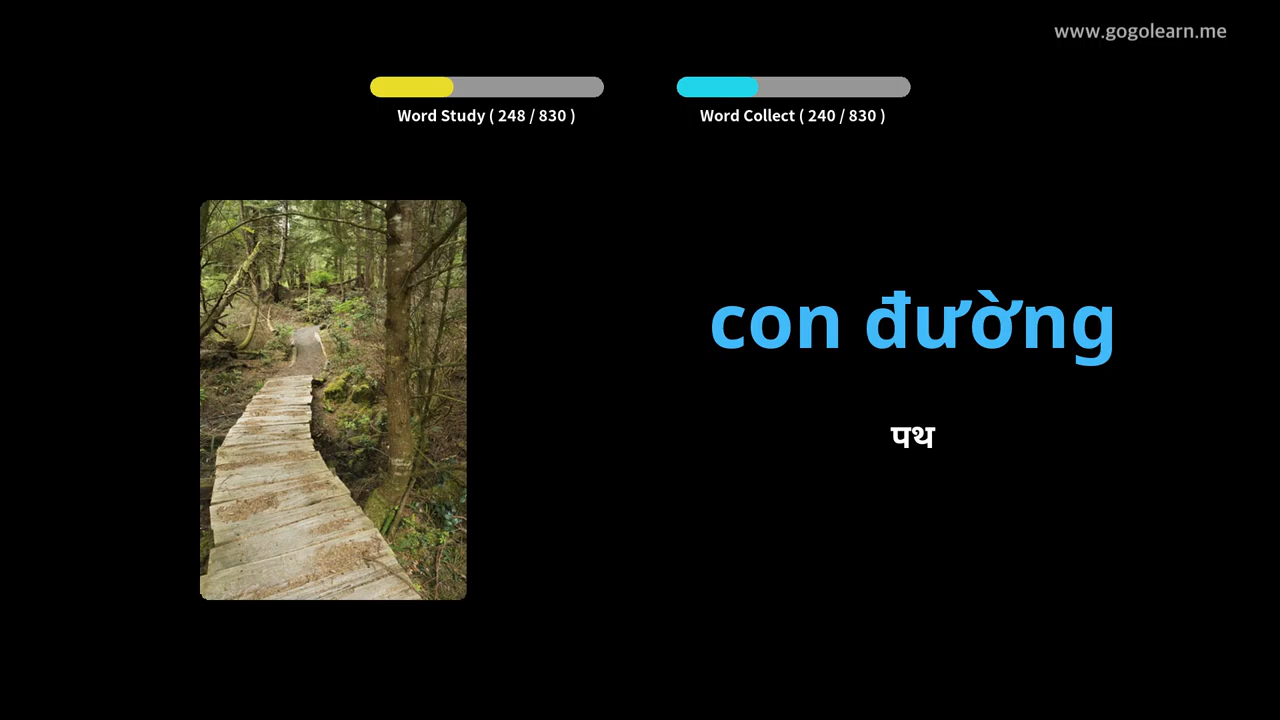 www.gogolearn.me
Word Study ( 248 / 830 )
Word Collect ( 240 / 830 )
con đường
पथ